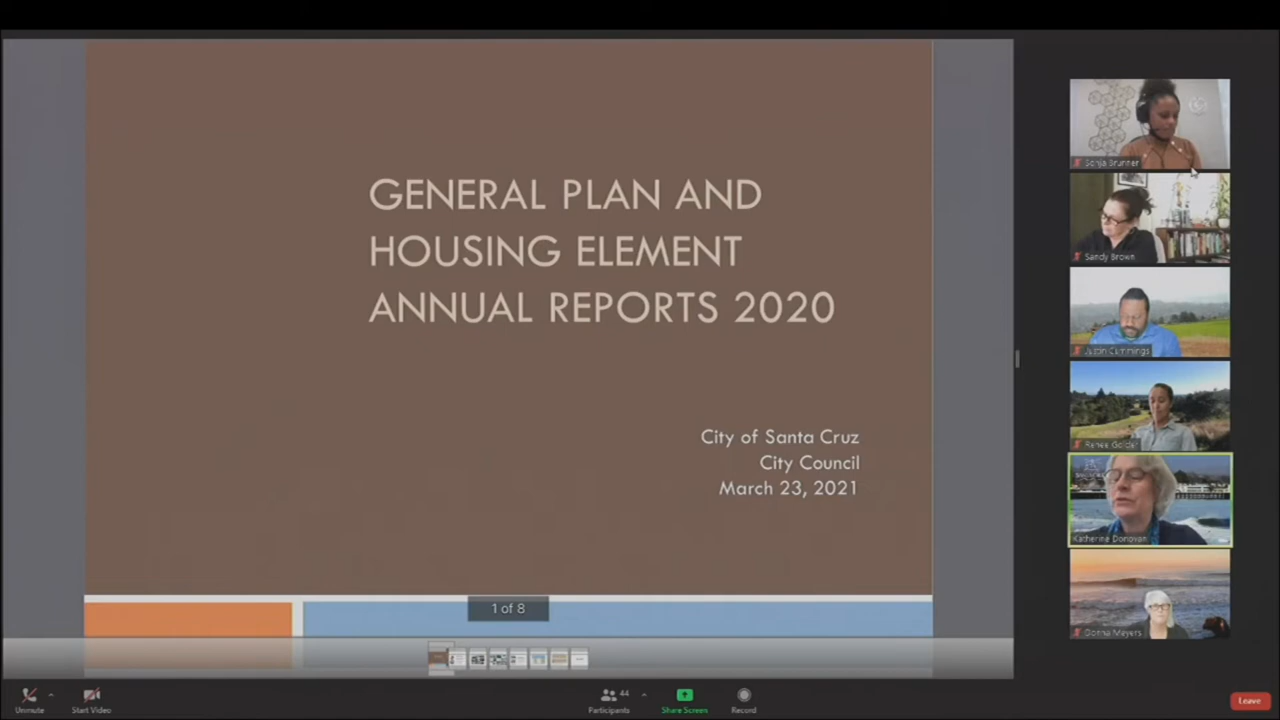 GENERAL PLAN AND
HOUSING ELEMENT
ANNUAL REPORTS 2020
City of Santa Cruz
City Council
March 23, 2021
1 of 8
Sonja Brunner
Sandy Brown
Justin Cummings
Renee Golder
Katherine Donovan
Donna Meyers
Unmute
Start Video
44
Participants
Share Screen
Record
Leave